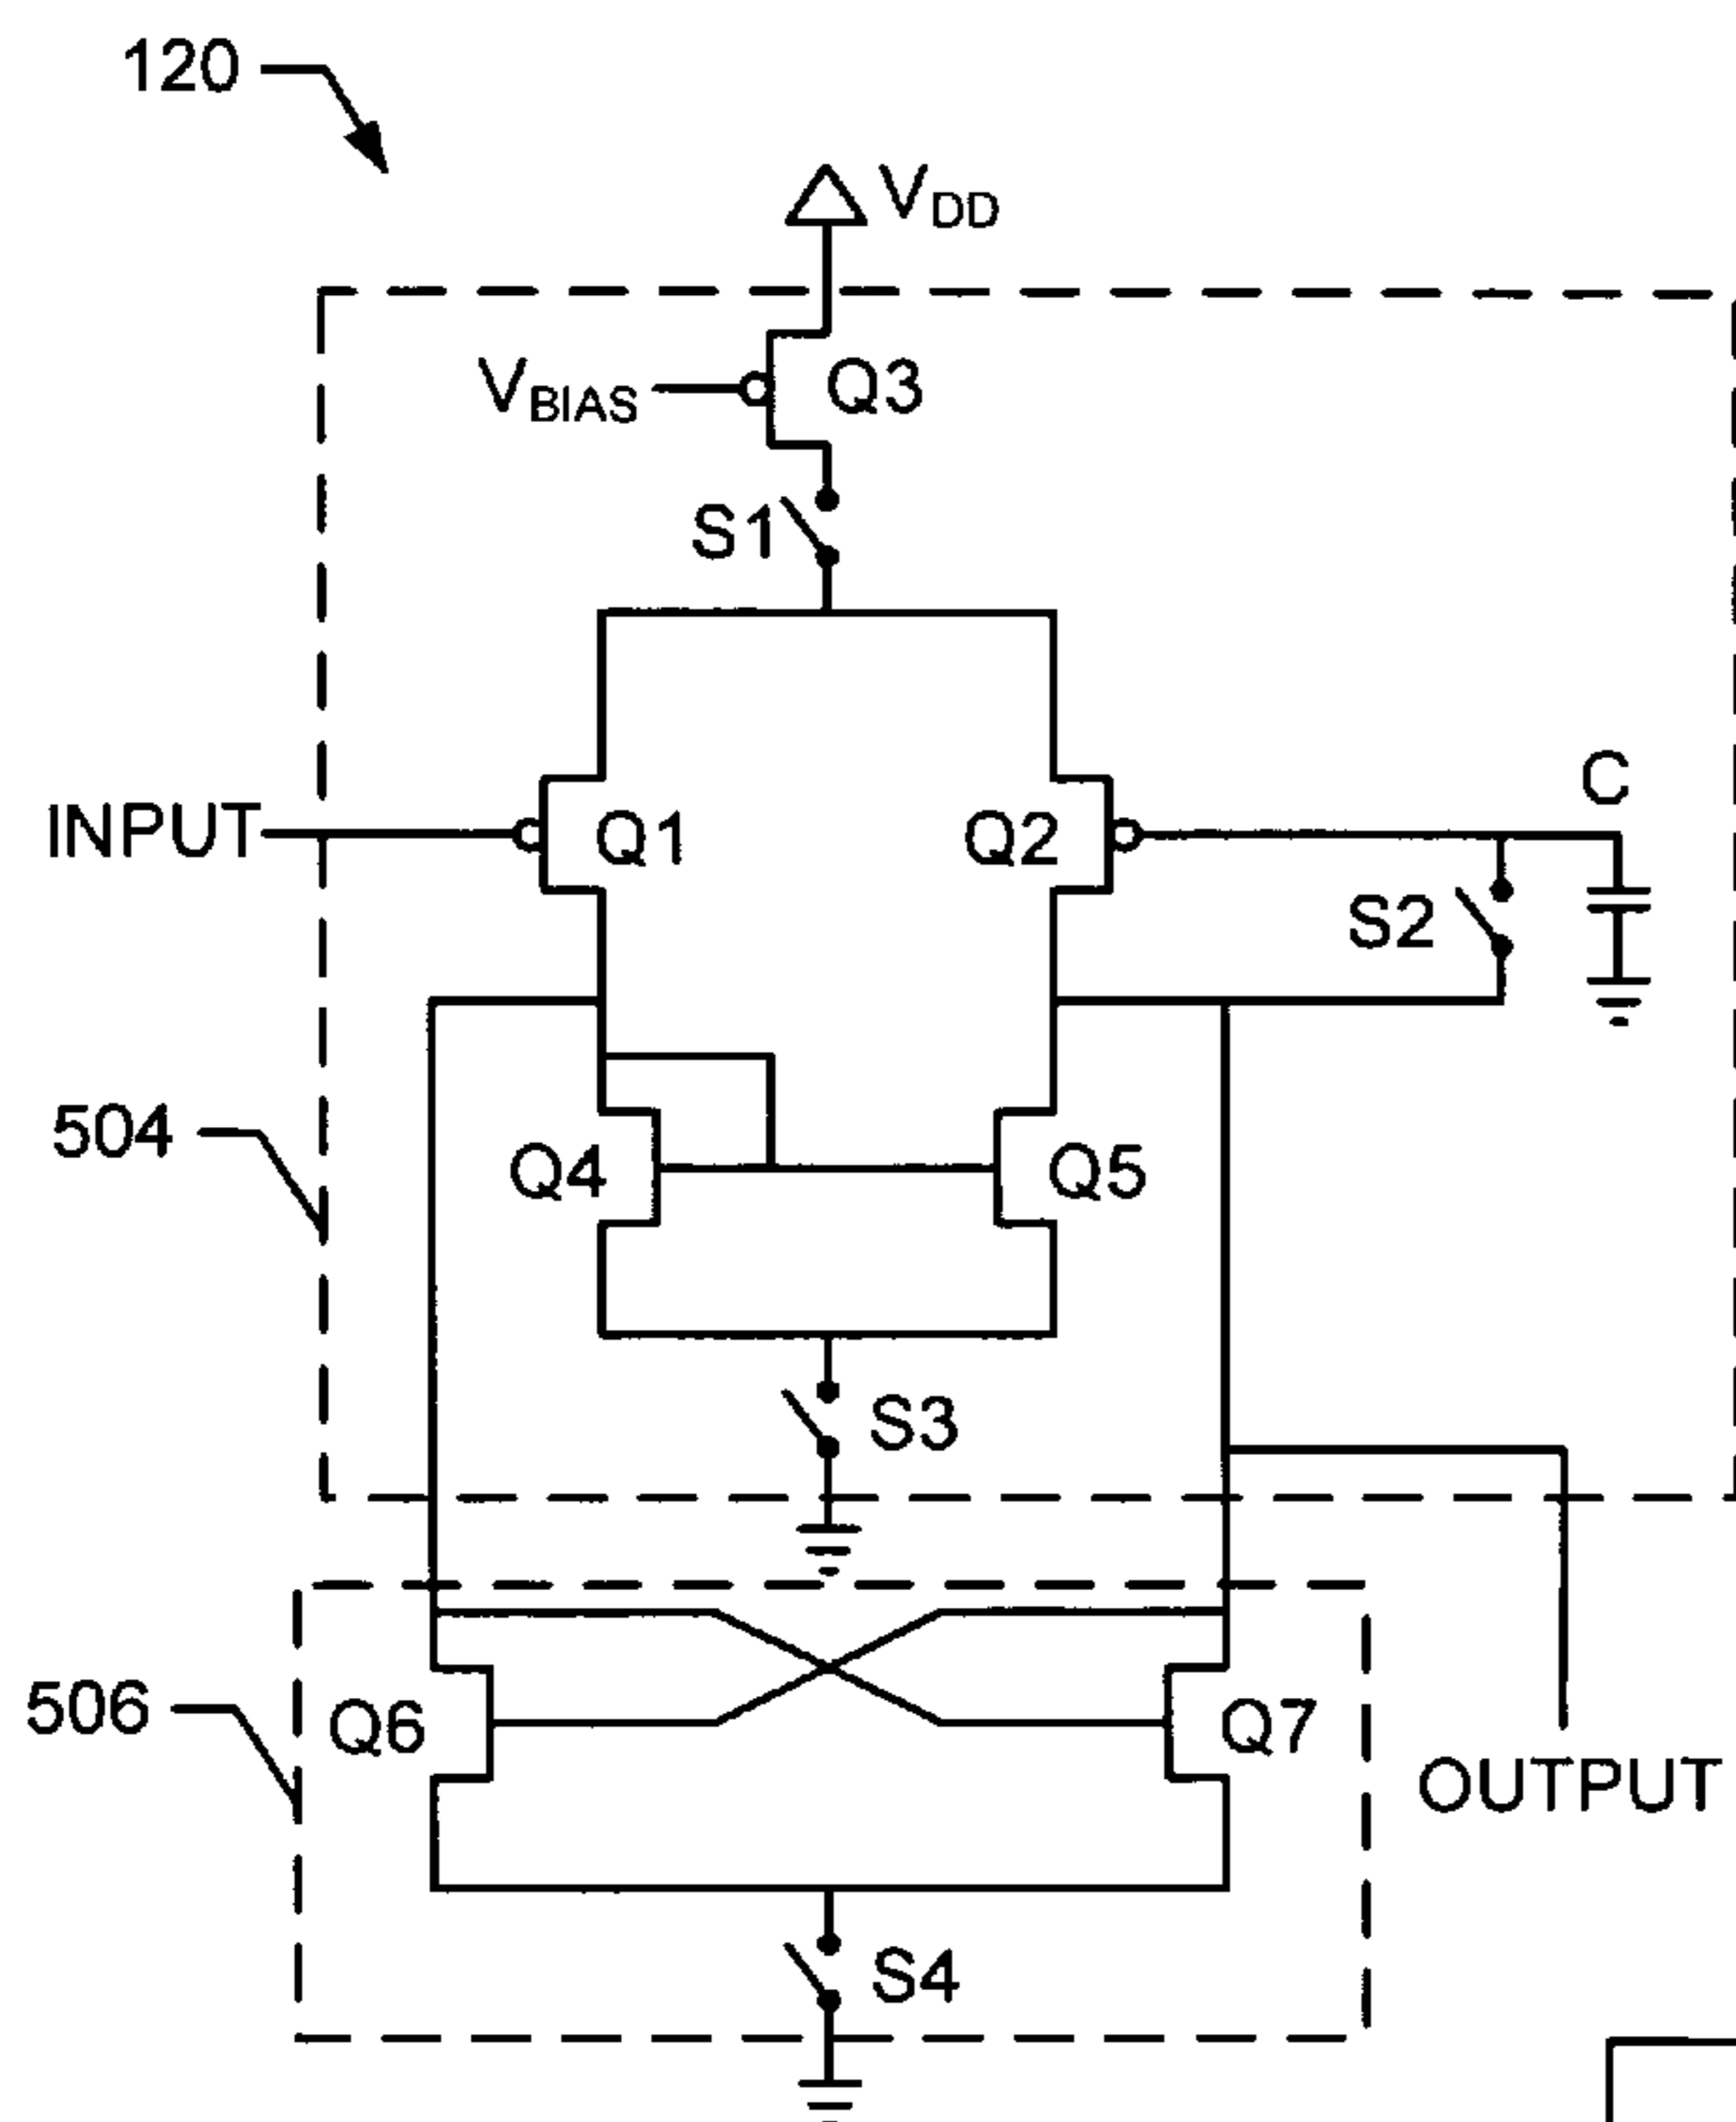 120
VDD
VBIAS
Q3
S1
C
INPUT
Q1
Q2
S2
504
Q4
Q5
S3
506
Q6
Q7
OUTPUT
S4